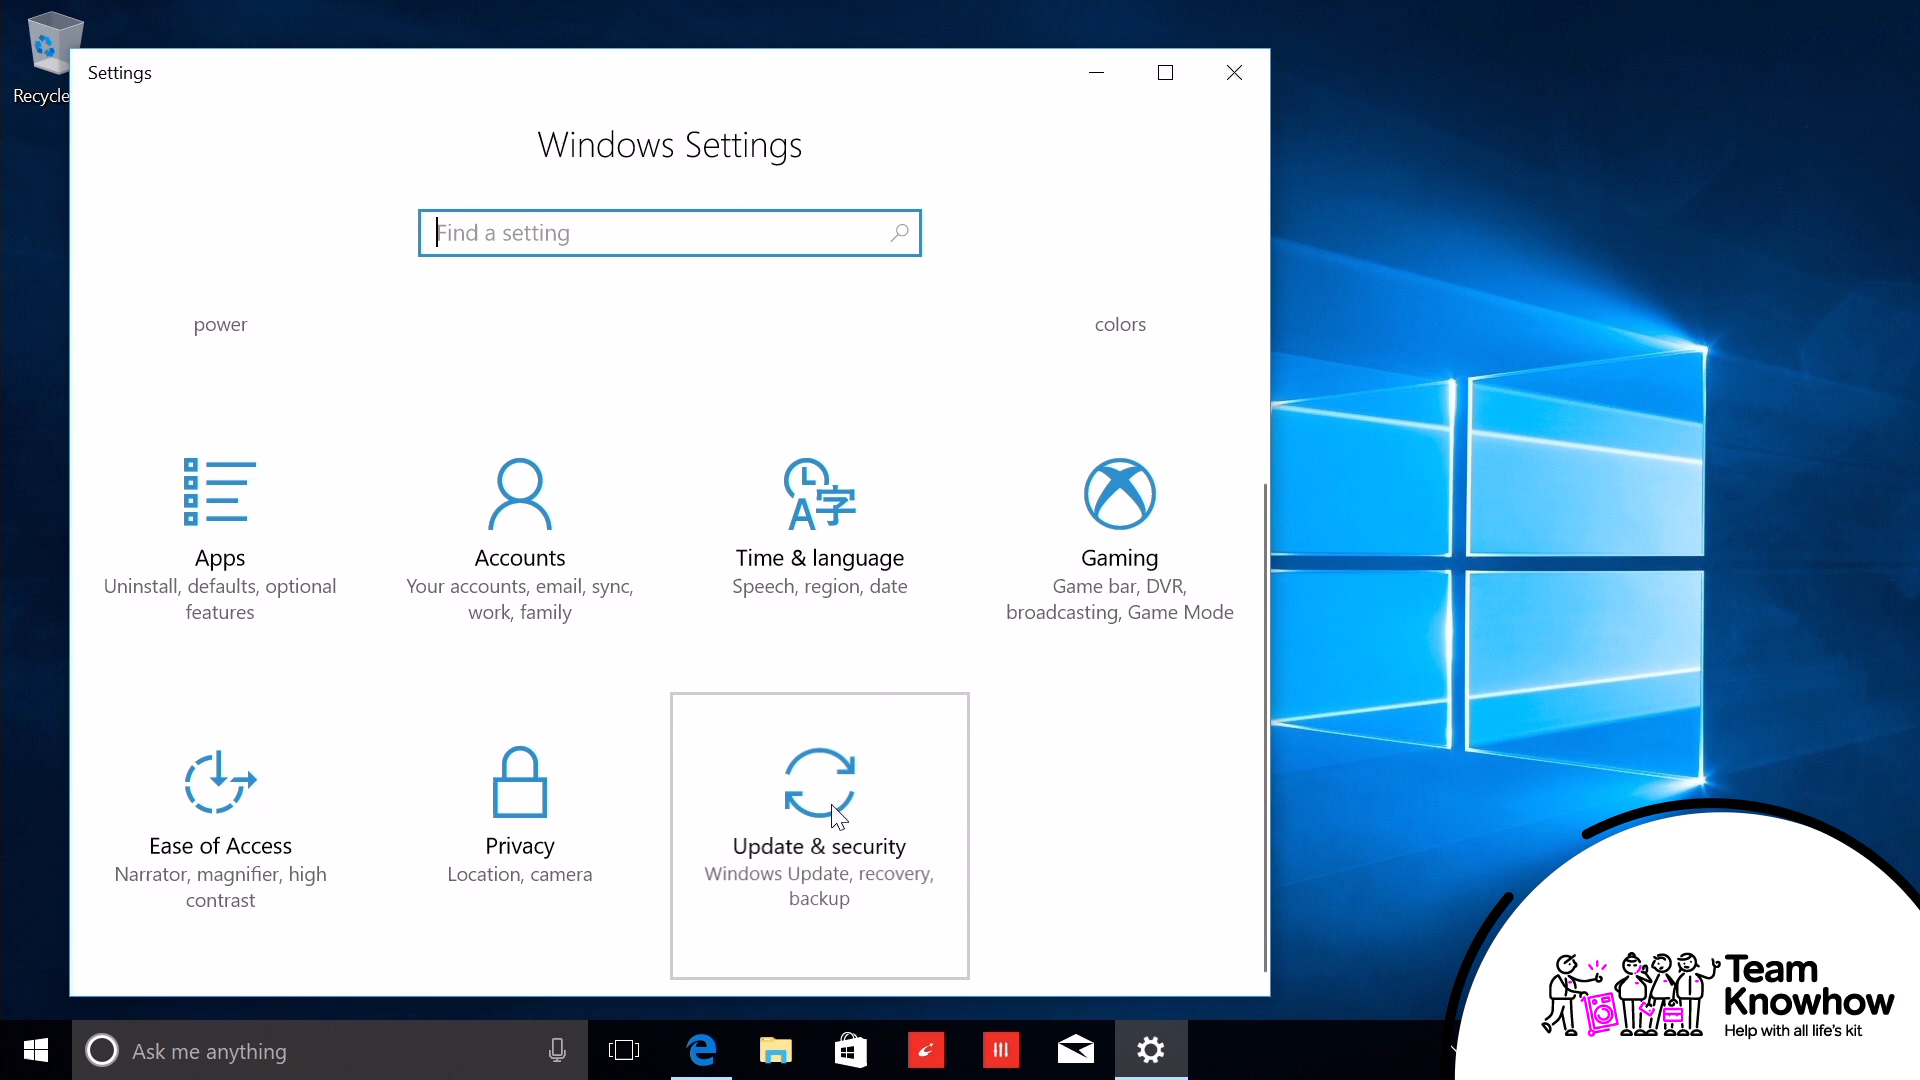 Recycle
Settings
Windows Settings
Find a setting
power
colors
Apps
Uninstall, defaults, optional
features
Accounts
Your accounts, email, sync,
work, family
Time & language
Speech, region, date
Gaming
Game bar, DVR,
broadcasting, Game Mode
Ease of Access
Narrator, magnifier, high
contrast
Privacy
Location, camera
Update & security
Windows Update, recovery,
backup
Team
Knowhow
Help with all life's kit
Ask me anything